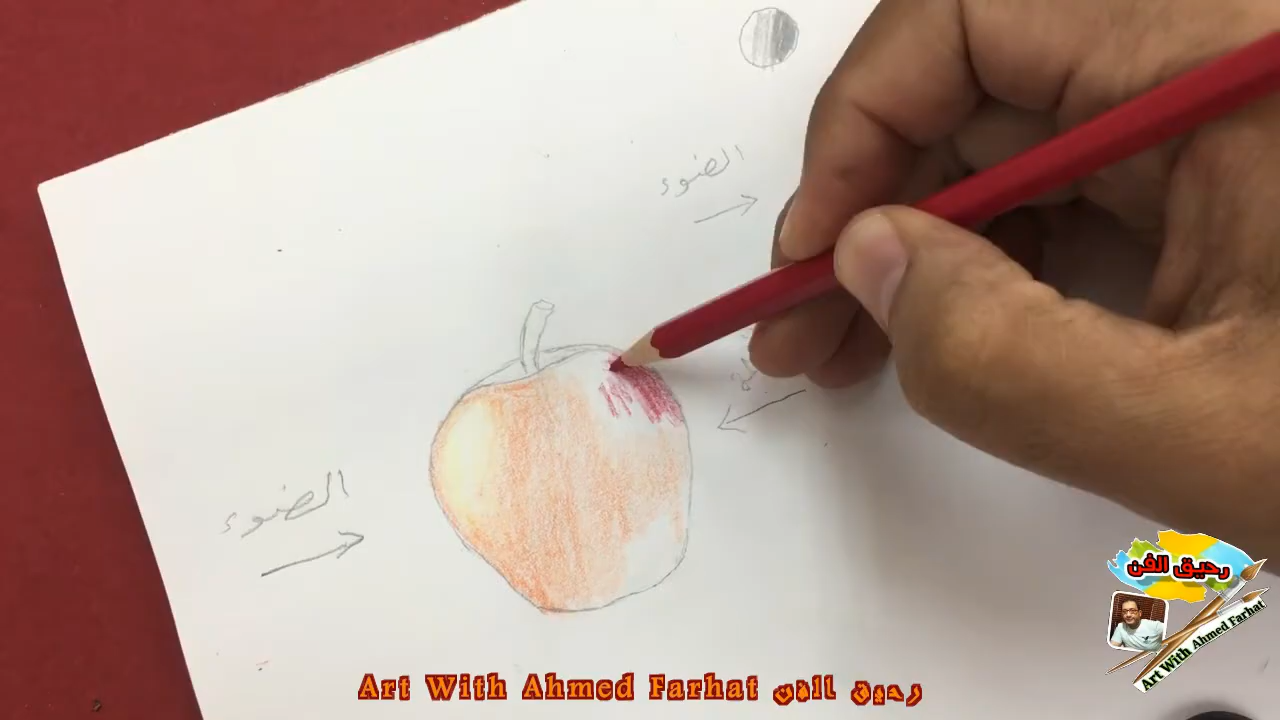 الضوء
الضوء
رحيق الفن
Art With Ahmed Farhat
Art With Ahmed Farhat رحيق الفن